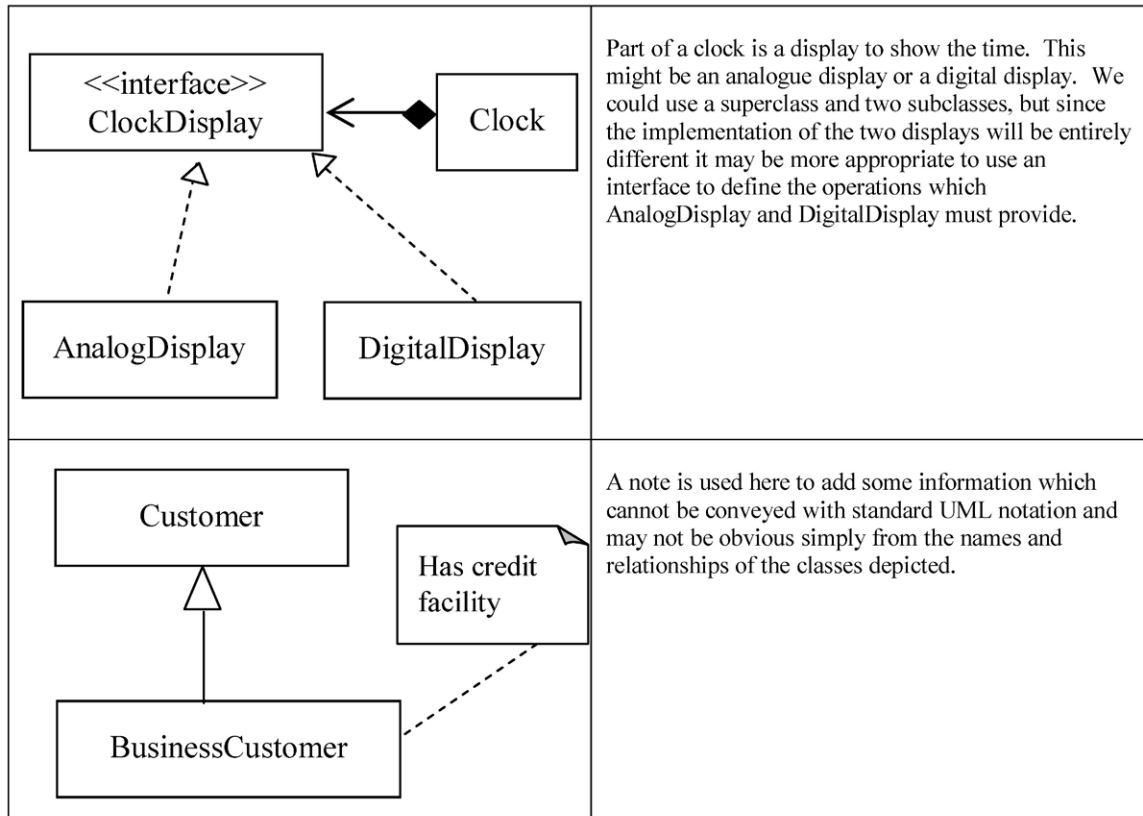 <<interface>>
ClockDisplay
Clock
AnalogDisplay
DigitalDisplay
Part of a clock is a display to show the time.  This
might be an analogue display or a digital display.  We
could use a superclass and two subclasses, but since
the implementation of the two displays will be entirely
different it may be more appropriate to use an
interface to define the operations which
AnalogDisplay and DigitalDisplay must provide.
Customer
Has credit
facility
BusinessCustomer
A note is used here to add some information which
cannot be conveyed with standard UML notation and
may not be obvious simply from the names and
relationships of the classes depicted.